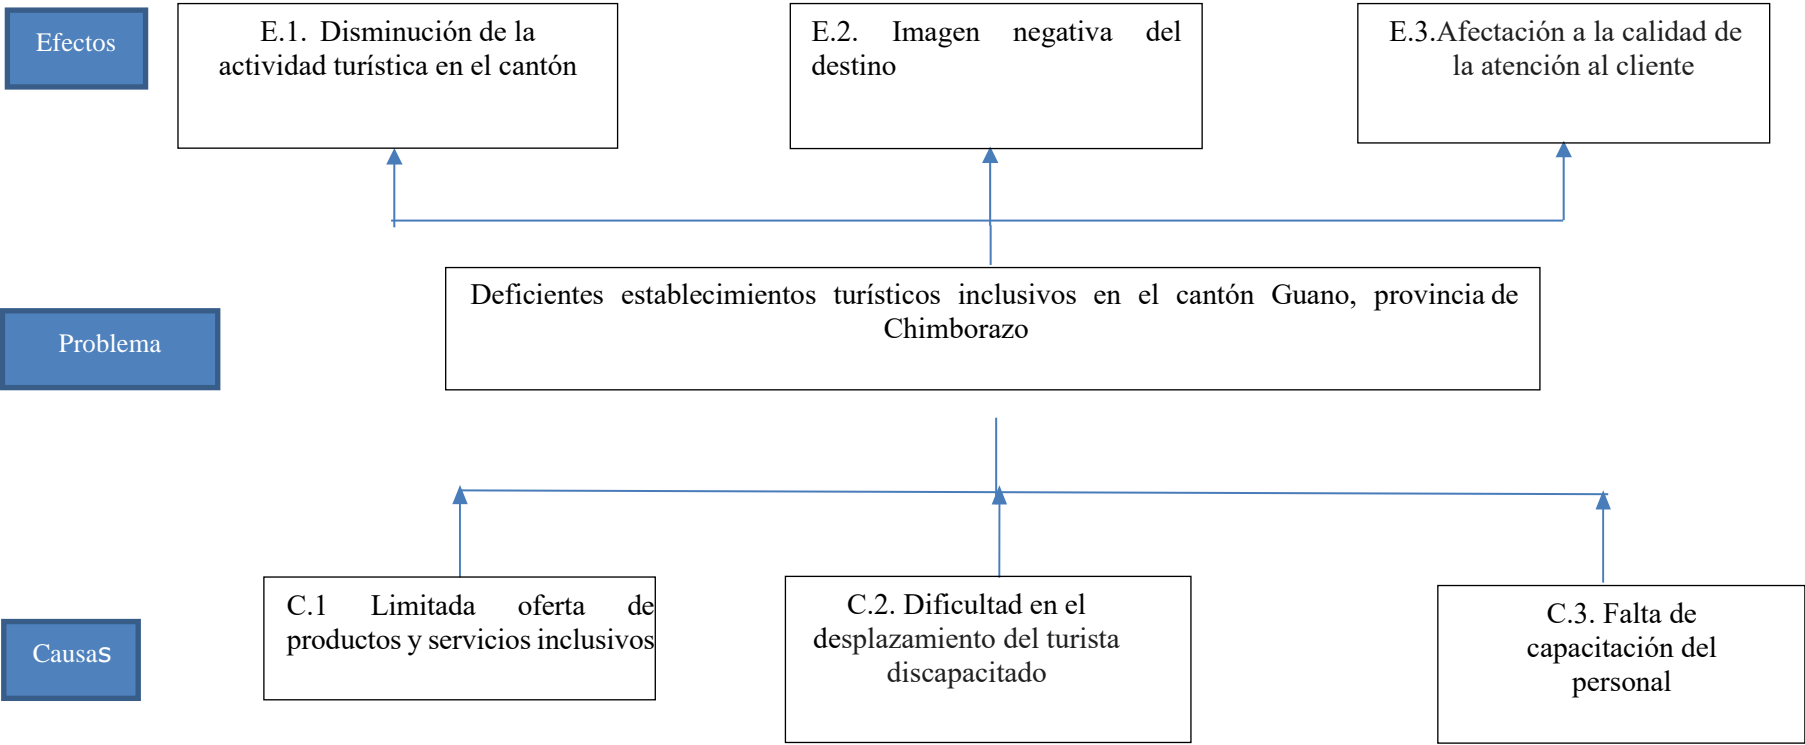 Efectos
E.1. Disminución de la
actividad turística en el cantón
E.2. Imagen negativa del
destino
E.3.Afectación a la calidad de
la atención al cliente
Problema
Deficientes establecimientos turísticos inclusivos en el cantón Guano, provincia de
Chimborazo
Causas
C.1 Limitada oferta de
productos y servicios inclusivos
C.2. Dificultad en el
desplazamiento del turista
discapacitado
C.3. Falta de
capacitación del
personal